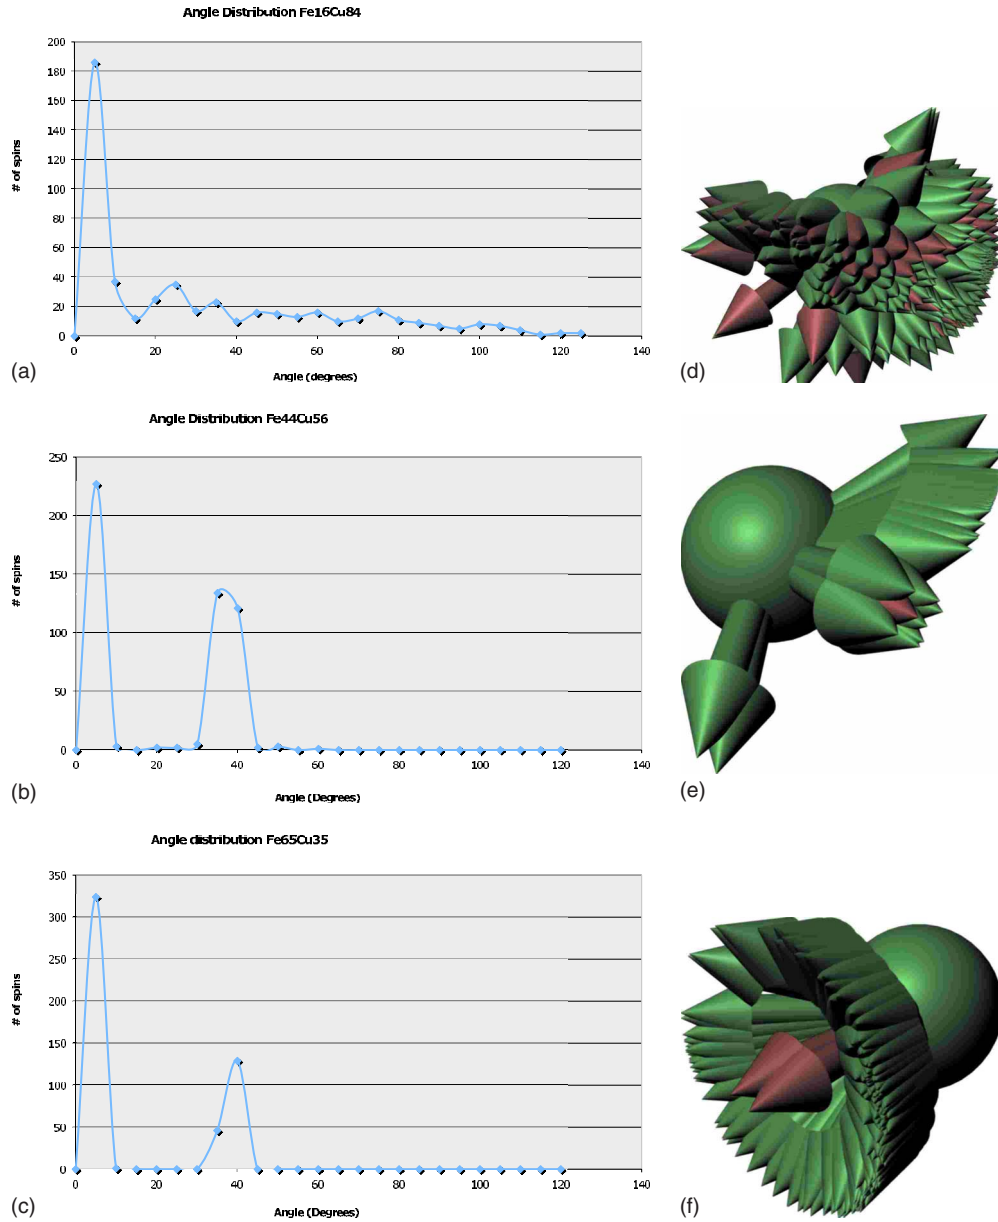 Angle Distribution Fe16Cu84
200
180
160
140
120
100
80
60
40
20
0
# of spins
0 20 40 60 80 100 120 140
Angle (degrees)
(a)
(d)
Angle Distribution Fe44Cu56
250
200
150
100
50
0
# of spins
0 20 40 60 80 100 120 140
Angle (Degrees)
(b)
(e)
Angle distribution Fe65Cu35
350
300
250
200
150
100
50
0
# of spins
0 20 40 60 80 100 120 140
Angle (Degrees)
(c)
(f)